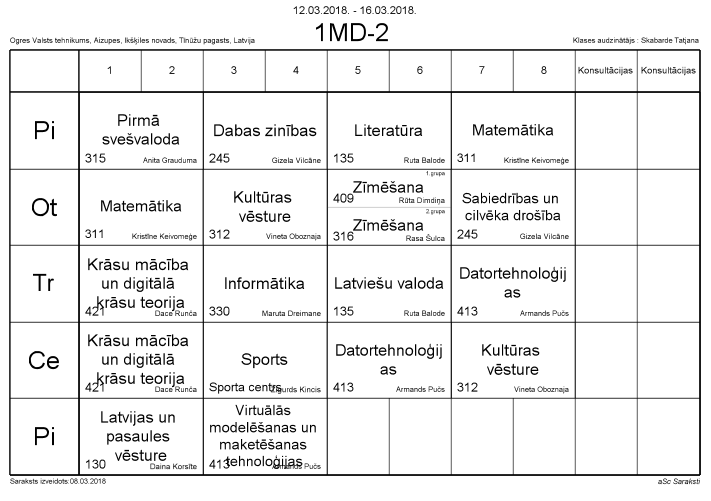 12.03.2018. - 16.03.2018.
Ogres Valsts tehnikums, Aizupes, Ikšķiles novads, Tīnūžu pagasts, Latvija
1MD-2
Klases audzinātājs : Skabarde Tatjana
1 2 3 4 5 6 7 8 Konsultācijas Konsultācijas
Pi
Pirmā
svešvaloda
315 Anita Grauduma
Dabas zinības
245 Gizela Vilcāne
Literatūra
135 Ruta Balode
Matemātika
311 Kristīne Keivomeģe
Ot
Matemātika
311 Kristīne Keivomeģe
Kultūras
vēsture
312 Vineta Oboznaja
1.grupa
Zīmēšana
409 Rūta Dimdiņa
2.grupa
Zīmēšana
316 Rasa Šulca
Sabiedrības un
cilvēka drošība
245 Gizela Vilcāne
Tr
Krāsu mācība
un digitālā
krāsu teorija
421 Dace Runča
Informātika
330 Maruta Dreimane
Latviešu valoda
135 Ruta Balode
Datortehnoloģij
as
413 Armands Pučs
Ce
Krāsu mācība
un digitālā
krāsu teorija
421 Dace Runča
Sports
Sporta centrs Zigurds Kincis
Datortehnoloģij
as
413 Armands Pučs
Kultūras
vēsture
312 Vineta Oboznaja
Pi
Latvijas un
pasaules
vēsture
130 Daina Korsīte
Virtuālās
modelēšanas un
maketēšanas
tehnoloģijas
413 Armands Pučs
Saraksts izveidots:08.03.2018
aSc Saraksti